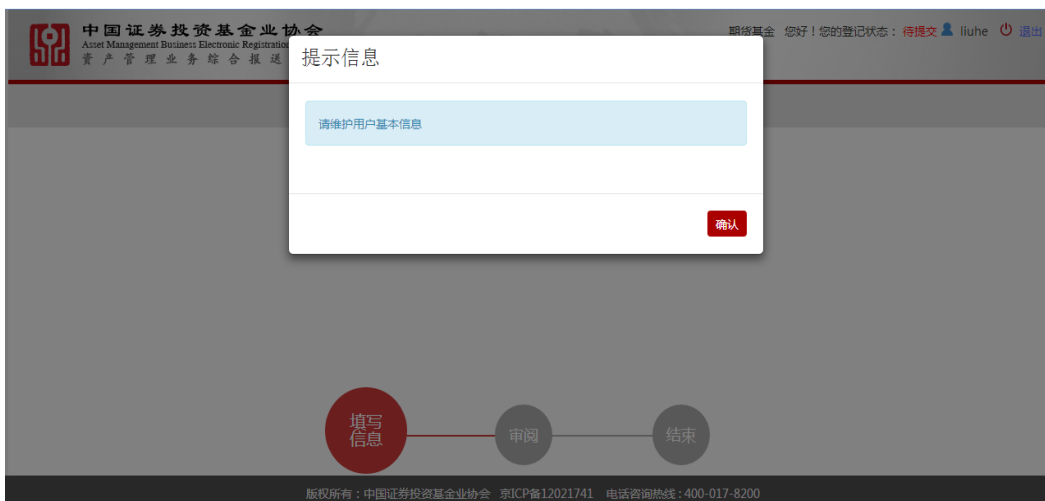 中国证券投资基金业协会
Asset Management Business Electronic Registration
资产管理业务综合报送
期货基金 您好！您的登记状态：待提交 liuhe 退出
提示信息
请维护用户基本信息
确认
填写
信息
审阅
结束
版权所有：中国证券投资基金业协会 京ICP备12021741 电话咨询热线：400-017-8200